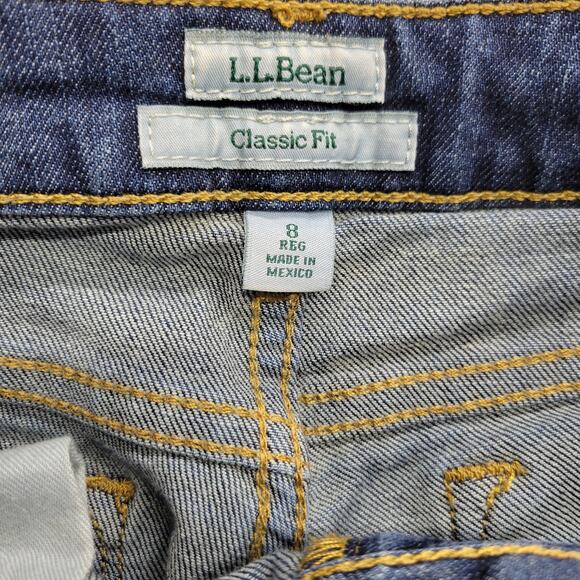 L.L.Bean
Classic Fit
8
REG
MADE IN
MEXICO